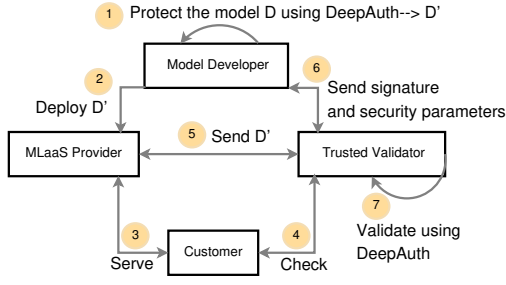 1 Protect the model D using DeepAuth--> D'
Model Developer
2
Deploy D'
6
Send signature
and security parameters
5 Send D'
MLaaS Provider
Trusted Validator
7
Validate using
DeepAuth
3
Serve
Customer
4
Check